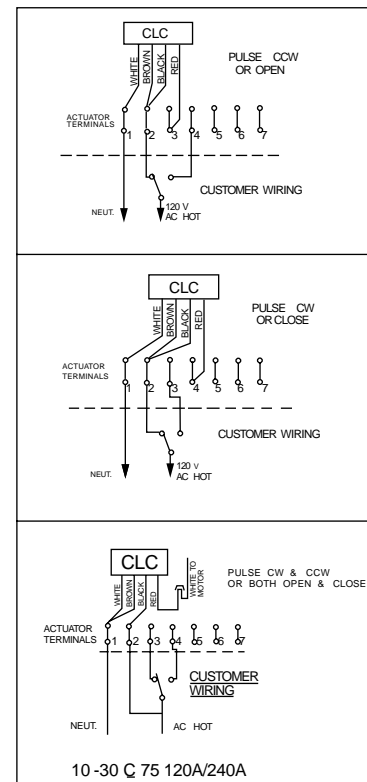 CLC
WHITE
BROWN
BLACK
RED
PULSE CCW
OR OPEN
ACTUATOR
TERMINALS
1 2 3 4 5 6 7
CUSTOMER WIRING
NEUT.
120 V
AC HOT
CLC
WHITE
BROWN
BLACK
RED
PULSE CW
OR CLOSE
ACTUATOR
TERMINALS
1 2 3 4 5 6 7
CUSTOMER WIRING
NEUT.
120 V
AC HOT
CLC
WHITE
BROWN
BLACK
RED
WHITE TO
MOTOR
PULSE CW & CCW
OR BOTH OPEN & CLOSE
ACTUATOR
TERMINALS
1 2 3 4 5 6 7
CUSTOMER
WIRING
NEUT.
AC HOT
10 -30 C 75 120A/240A